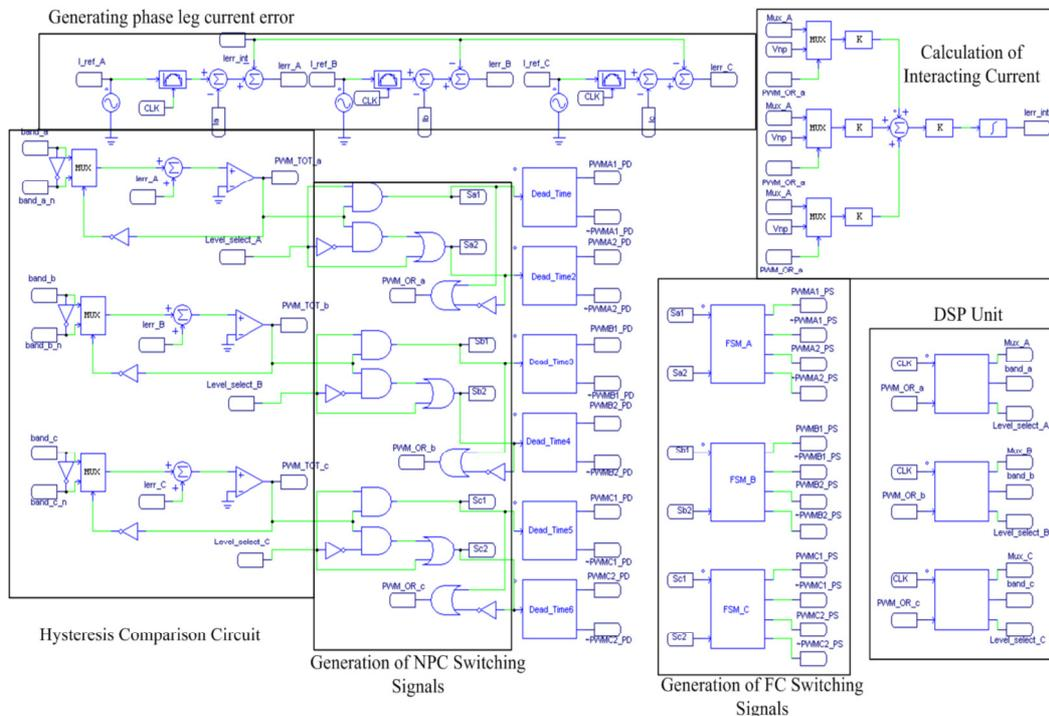 Generating phase leg current error
I_ref_A
CLK
Ierr_int
Ia
Ierr_A
I_ref_B
CLK
Ib
Ierr_B
I_ref_C
CLK
Ic
Ierr_C
Mux_A
Vnp
PWM_OR_a
MUX
K
Mux_A
Vnp
PWM_OR_a
MUX
K
Mux_A
Vnp
PWM_OR_a
MUX
K
K
Ierr_int
Calculation of
Interacting Current
band_a
band_a_n
MUX
Ierr_A
PWM_TOT_a
band_b
band_b_n
MUX
Ierr_B
PWM_TOT_b
band_c
band_c_n
MUX
Ierr_C
PWM_TOT_c
Hysteresis Comparison Circuit
Level_select_A
Sa1
Sa2
PWM_OR_a
Level_select_B
Sb1
Sb2
PWM_OR_b
Level_select_C
Sc1
Sc2
PWM_OR_c
Generation of NPC Switching
Signals
Dead_Time
PWMA1_PD
~PWMA1_PD
Dead_Time2
PWMA2_PD
~PWMA2_PD
Dead_Time3
PWMB1_PD
~PWMB1_PD
Dead_Time4
PWMB2_PD
~PWMB2_PD
Dead_Time5
PWMC1_PD
~PWMC1_PD
Dead_Time6
PWMC2_PD
~PWMC2_PD
Sa1
Sa2
FSM_A
PWMA1_PS
~PWMA1_PS
PWMA2_PS
~PWMA2_PS
Sb1
Sb2
FSM_B
PWMB1_PS
~PWMB1_PS
PWMB2_PS
~PWMB2_PS
Sc1
Sc2
FSM_C
PWMC1_PS
~PWMC1_PS
PWMC2_PS
~PWMC2_PS
Generation of FC Switching
Signals
DSP Unit
CLK
PWM_OR_a
Mux_A
band_a
Level_select_A
CLK
PWM_OR_b
Mux_B
band_b
Level_select_B
CLK
PWM_OR_c
Mux_C
band_c
Level_select_C